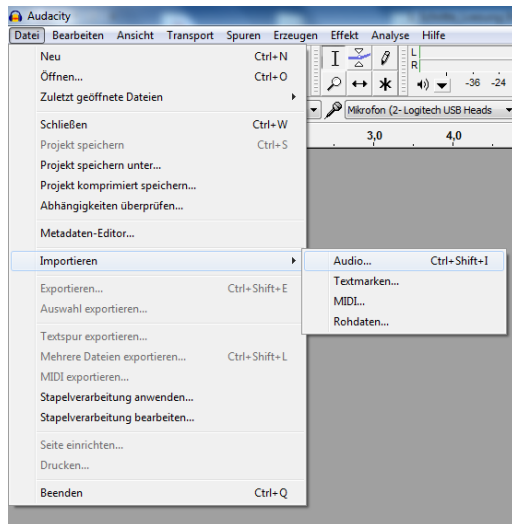 Audacity
Datei Bearbeiten Ansicht Transport Spuren Erzeugen Effekt Analyse Hilfe
Neu Ctrl+N
Öffnen... Ctrl+O
Zuletzt geöffnete Dateien
Schließen Ctrl+W
Projekt speichern Ctrl+S
Projekt speichern unter...
Projekt komprimiert speichern...
Abhängigkeiten überprüfen...
Metadaten-Editor...
Importieren
Exportieren... Ctrl+Shift+E
Auswahl exportieren...
Textspur exportieren...
Mehrere Dateien exportieren... Ctrl+Shift+L
MIDI exportieren...
Stapelverarbeitung anwenden...
Stapelverarbeitung bearbeiten...
Seite einrichten...
Drucken...
Beenden Ctrl+Q
L
R
-36 -24
Mikrofon (2- Logitech USB Heads
3,0 4,0
Audio... Ctrl+Shift+I
Textmarken...
MIDI...
Rohdaten...